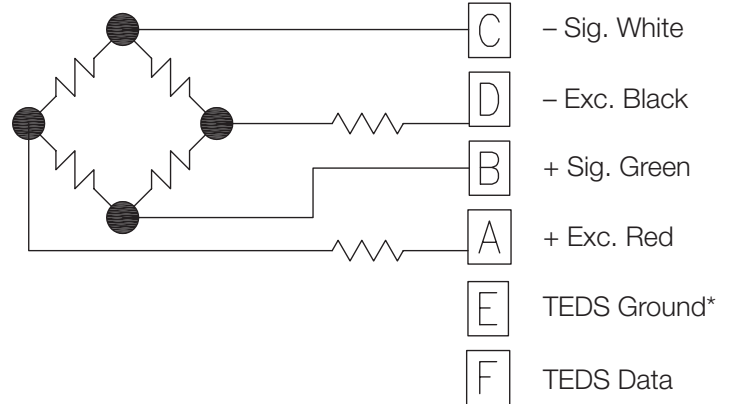 C – Sig. White
D – Exc. Black
B + Sig. Green
A + Exc. Red
E TEDS Ground*
F TEDS Data